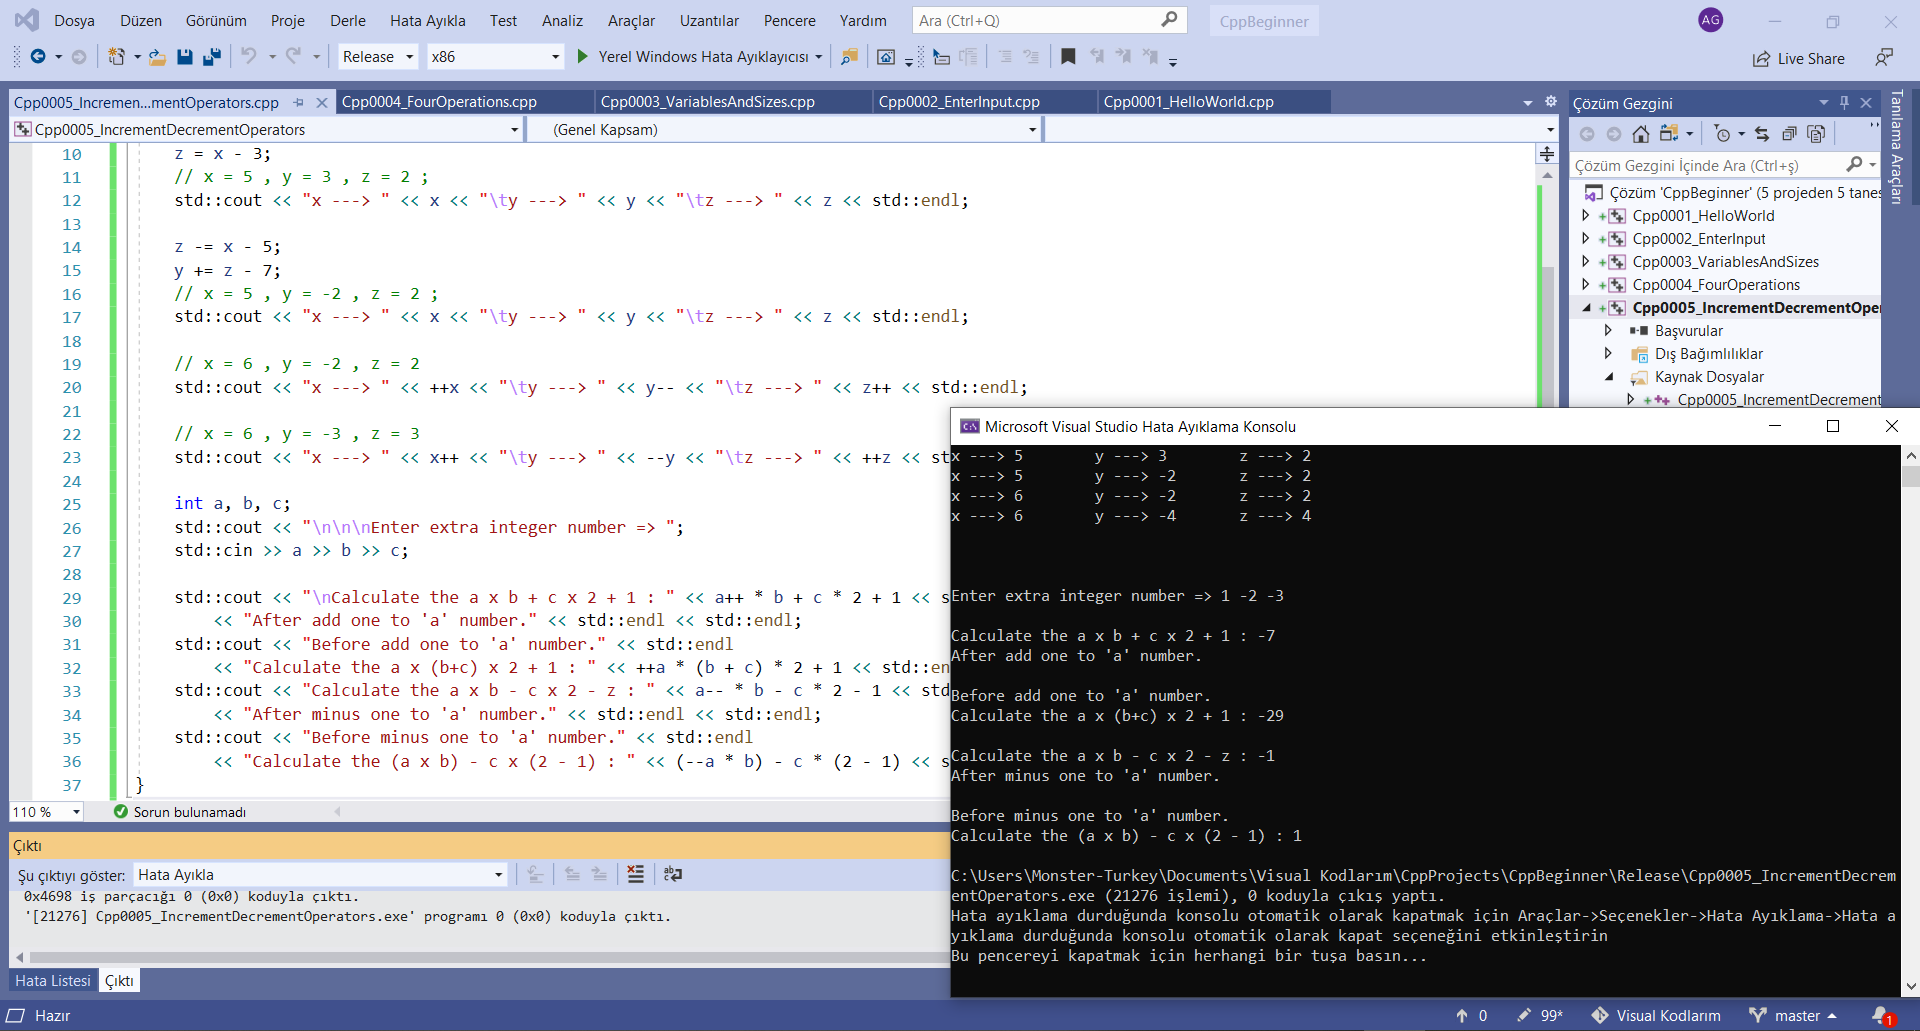 Dosya Düzen Görünüm Proje Derle Hata Ayıkla Test Analiz Araçlar Uzantılar Pencere Yardım Ara (Ctrl+Q) CppBeginner AG
Release x86 Yerel Windows Hata Ayıklayıcısı Live Share
Cpp0005_Incremen...mentOperators.cpp Cpp0004_FourOperations.cpp Cpp0003_VariablesAndSizes.cpp Cpp0002_EnterInput.cpp Cpp0001_HelloWorld.cpp
Cpp0005_IncrementDecrementOperators (Genel Kapsam)
10 z = x - 3;
11 // x = 5 , y = 3 , z = 2 ;
12 std::cout << "x ---> " << x << "\ty ---> " << y << "\tz ---> " << z << std::endl;
13
14 z -= x - 5;
15 y += z - 7;
16 // x = 5 , y = -2 , z = 2 ;
17 std::cout << "x ---> " << x << "\ty ---> " << y << "\tz ---> " << z << std::endl;
18
19 // x = 6 , y = -2 , z = 2
20 std::cout << "x ---> " << ++x << "\ty ---> " << y-- << "\tz ---> " << z++ << std::endl;
21
22 // x = 6 , y = -3 , z = 3
23 std::cout << "x ---> " << x++ << "\ty ---> " << --y << "\tz ---> " << ++z << st
24
25 int a, b, c;
26 std::cout << "\n\n\nEnter extra integer number => ";
27 std::cin >> a >> b >> c;
28
29 std::cout << "\nCalculate the a x b + c x 2 + 1 : " << a++ * b + c * 2 + 1 << s
30 << "After add one to 'a' number." << std::endl << std::endl;
31 std::cout << "Before add one to 'a' number." << std::endl
32 << "Calculate the a x (b+c) x 2 + 1 : " << ++a * (b + c) * 2 + 1 << std::en
33 std::cout << "Calculate the a x b - c x 2 - z : " << a-- * b - c * 2 - 1 << std
34 << "After minus one to 'a' number." << std::endl << std::endl;
35 std::cout << "Before minus one to 'a' number." << std::endl
36 << "Calculate the (a x b) - c x (2 - 1) : " << (--a * b) - c * (2 - 1) << s
37 }
110 % Sorun bulunamadı
Çıktı
Şu çıktıyı göster: Hata Ayıkla
0x4698 iş parçacığı 0 (0x0) koduyla çıktı.
'[21276] Cpp0005_IncrementDecrementOperators.exe' programı 0 (0x0) koduyla çıktı.
Hata Listesi Çıktı
Çözüm Gezgini
Çözüm Gezgini İçinde Ara (Ctrl+ş)
Çözüm 'CppBeginner' (5 projeden 5 tanes
Cpp0001_HelloWorld
Cpp0002_EnterInput
Cpp0003_VariablesAndSizes
Cpp0004_FourOperations
Cpp0005_IncrementDecrementOper
Başvurular
Dış Bağımlılıklar
Kaynak Dosyalar
Cpp0005_IncrementDecrement
Tanılama Araçları
Microsoft Visual Studio Hata Ayıklama Konsolu
x ---> 5 y ---> 3 z ---> 2
x ---> 5 y ---> -2 z ---> 2
x ---> 6 y ---> -2 z ---> 2
x ---> 6 y ---> -4 z ---> 4
Enter extra integer number => 1 -2 -3
Calculate the a x b + c x 2 + 1 : -7
After add one to 'a' number.
Before add one to 'a' number.
Calculate the a x (b+c) x 2 + 1 : -29
Calculate the a x b - c x 2 - z : -1
After minus one to 'a' number.
Before minus one to 'a' number.
Calculate the (a x b) - c x (2 - 1) : 1
C:\Users\Monster-Turkey\Documents\Visual Kodlarım\CppProjects\CppBeginner\Release\Cpp0005_IncrementDecrem
entOperators.exe (21276 işlemi), 0 koduyla çıkış yaptı.
Hata ayıklama durduğunda konsolu otomatik olarak kapatmak için Araçlar->Seçenekler->Hata Ayıklama->Hata a
yıklama durduğunda konsolu otomatik olarak kapat seçeneğini etkinleştirin
Bu pencereyi kapatmak için herhangi bir tuşa basın...
Hazır 0 99* Visual Kodlarım master 1